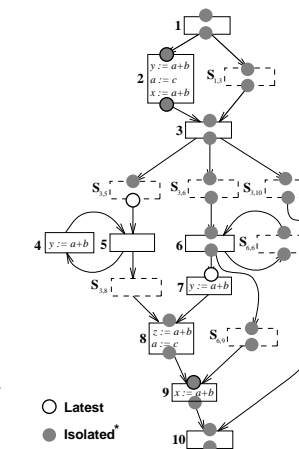 1
2
y := a+b
a := c
x := a+b
S1,3
3
S3,5
S3,6
S3,10
4
y := a+b
5
6
S6,6
S3,8
7
y := a+b
8
z := a+b
a := c
S6,9
9
x := a+b
Latest
Isolated*
10